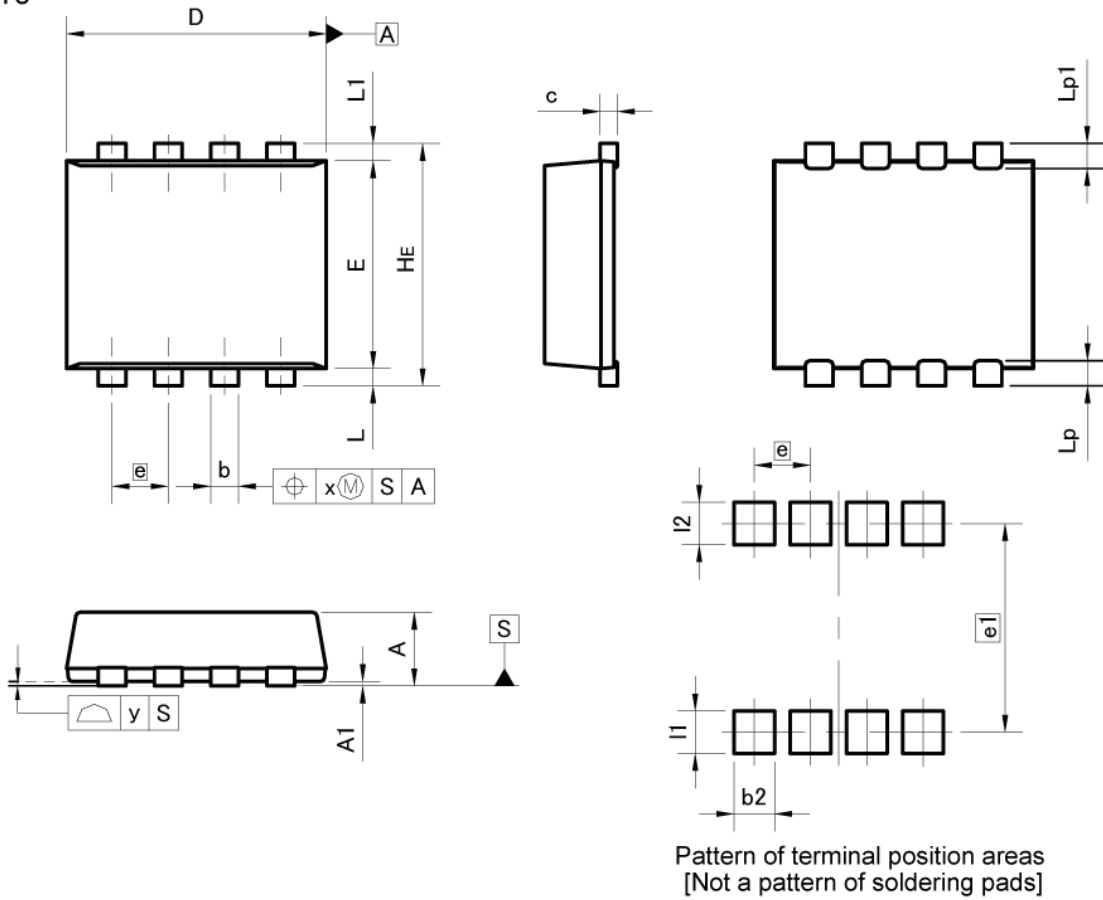 D
A
L1
c
Lp1
E
HE
L
Lp
e
b
x Ⓜ S A
e
l2
e1
A
S
y S
A1
l1
b2
Pattern of terminal position areas
[Not a pattern of soldering pads]